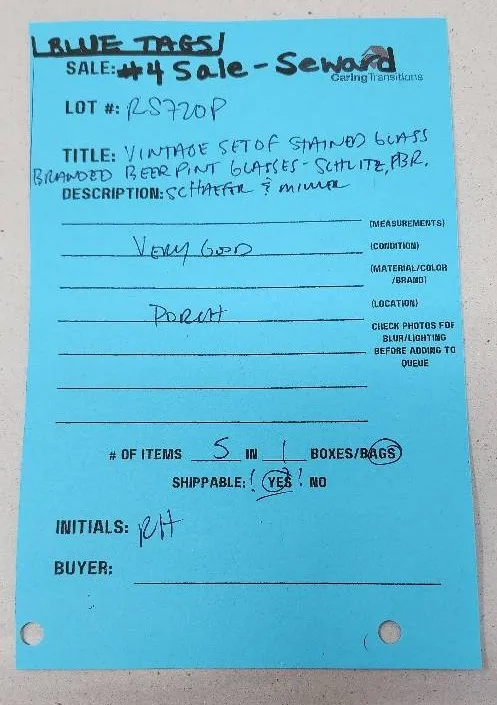 BLUE TAGS
SALE: #4 Sale - Seward
CaringTransitions
LOT #: RS720P
TITLE: VINTAGE SET OF STAINED GLASS
BRANDED BEER PINT GLASSES - SCHLITZ, PBR,
DESCRIPTION: SCHAEFER & MILLER
(MEASUREMENTS)
VERY GOOD (CONDITION)
(MATERIAL/COLOR
/BRAND)
PORCH (LOCATION)
CHECK PHOTOS FOR
BLUR/LIGHTING
BEFORE ADDING TO
QUEUE
# OF ITEMS 5 IN 1 BOXES/BAGS
SHIPPABLE: ! YES ! NO
INITIALS: RH
BUYER: